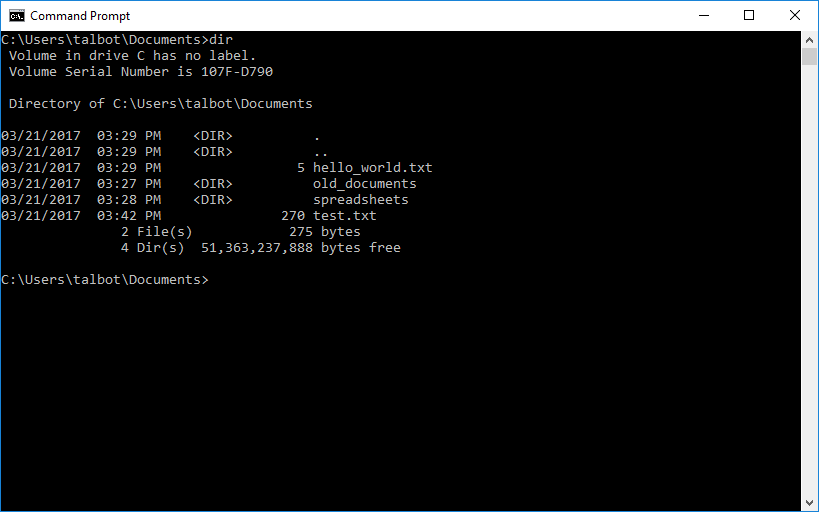 Command Prompt
C:\Users\talbot\Documents>dir
 Volume in drive C has no label.
 Volume Serial Number is 107F-D790

 Directory of C:\Users\talbot\Documents

03/21/2017  03:29 PM    <DIR>          .
03/21/2017  03:29 PM    <DIR>          ..
03/21/2017  03:29 PM                 5 hello_world.txt
03/21/2017  03:27 PM    <DIR>          old_documents
03/21/2017  03:28 PM    <DIR>          spreadsheets
03/21/2017  03:42 PM               270 test.txt
               2 File(s)            275 bytes
               4 Dir(s)  51,363,237,888 bytes free

C:\Users\talbot\Documents>